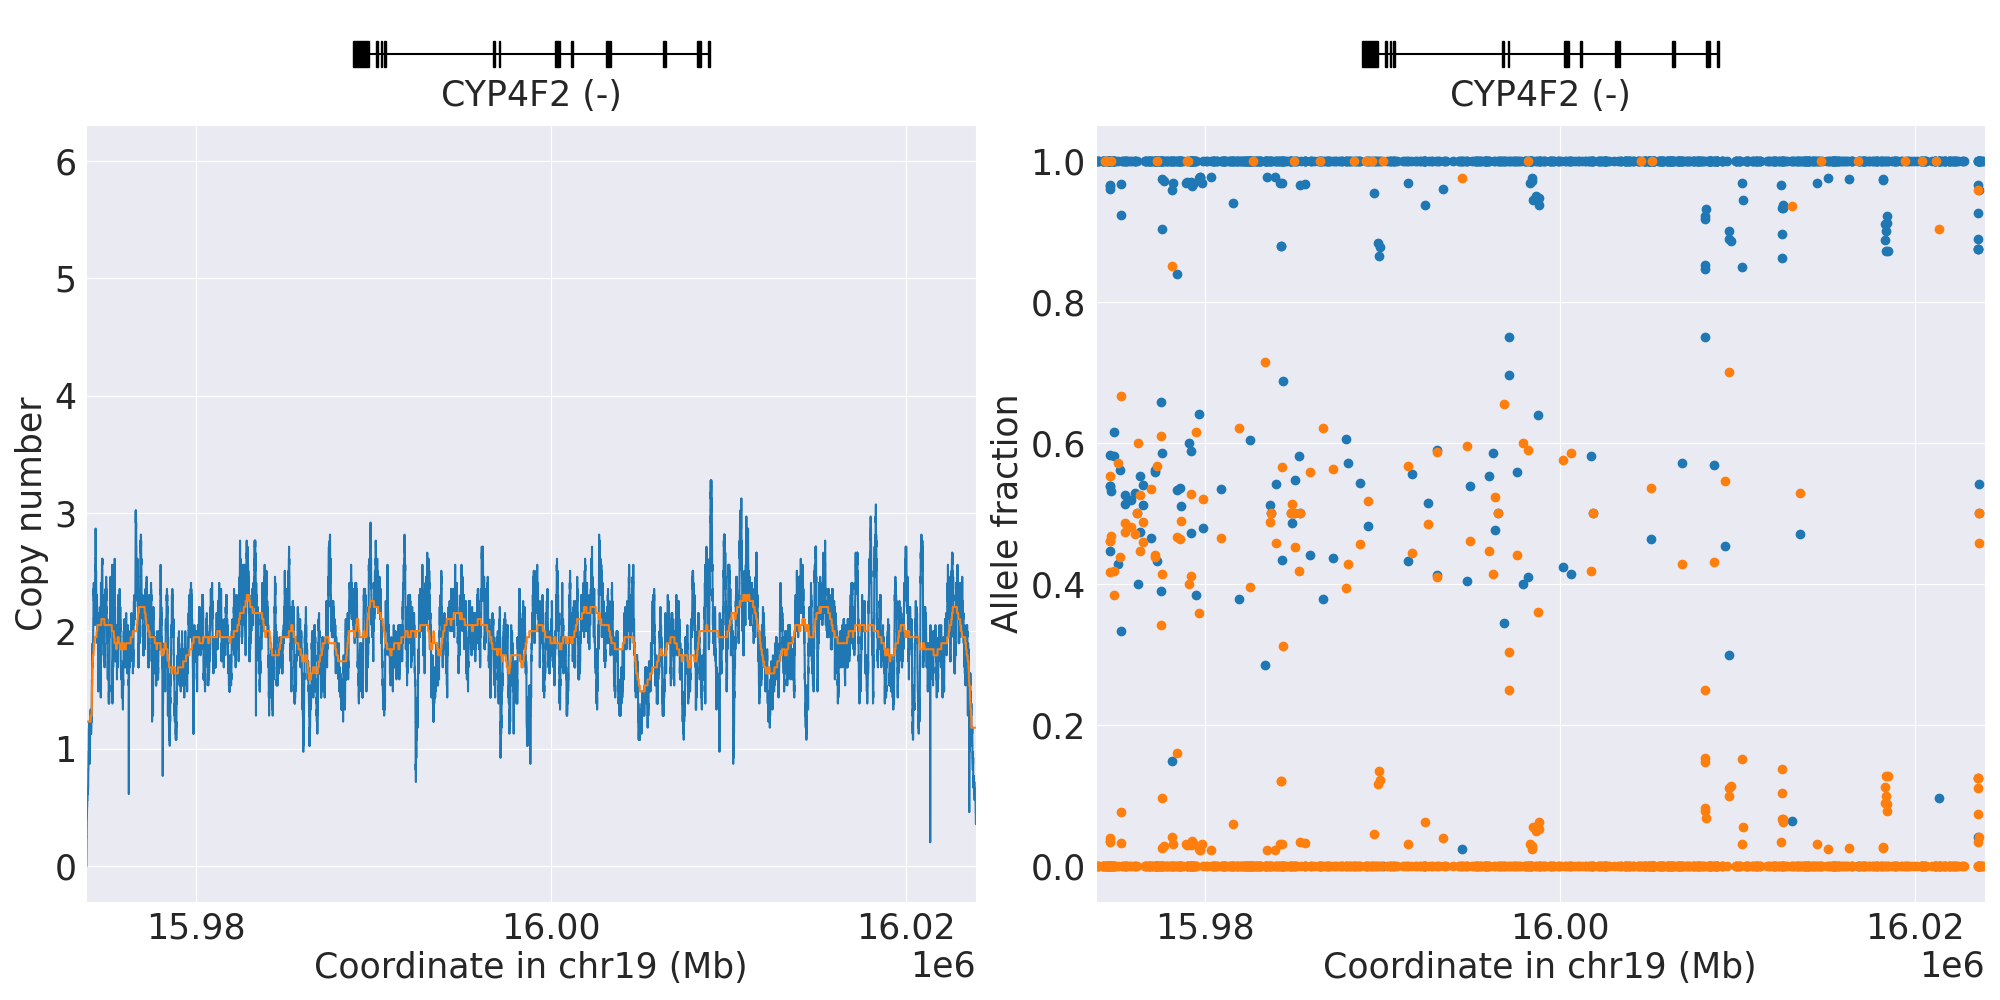 CYP4F2 (-)
6
5
4
3
2
1
0
Copy number
15.98
16.00
16.02
Coordinate in chr19 (Mb)
1e6
CYP4F2 (-)
1.0
0.8
0.6
0.4
0.2
0.0
Allele fraction
15.98
16.00
16.02
Coordinate in chr19 (Mb)
1e6